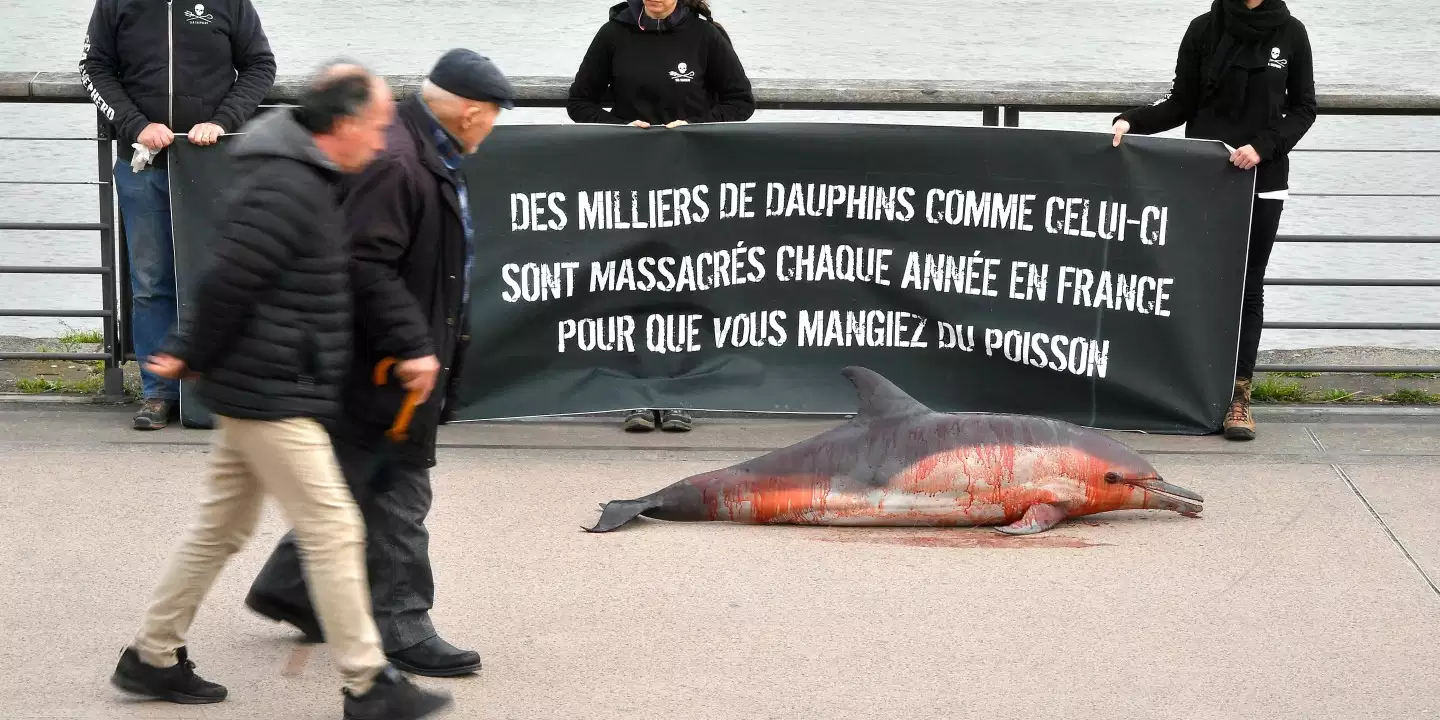 DES MILLIERS DE DAUPHINS COMME CELUI-CI
SONT MASSACRÉS CHAQUE ANNÉE EN FRANCE
POUR QUE VOUS MANGIEZ DU POISSON